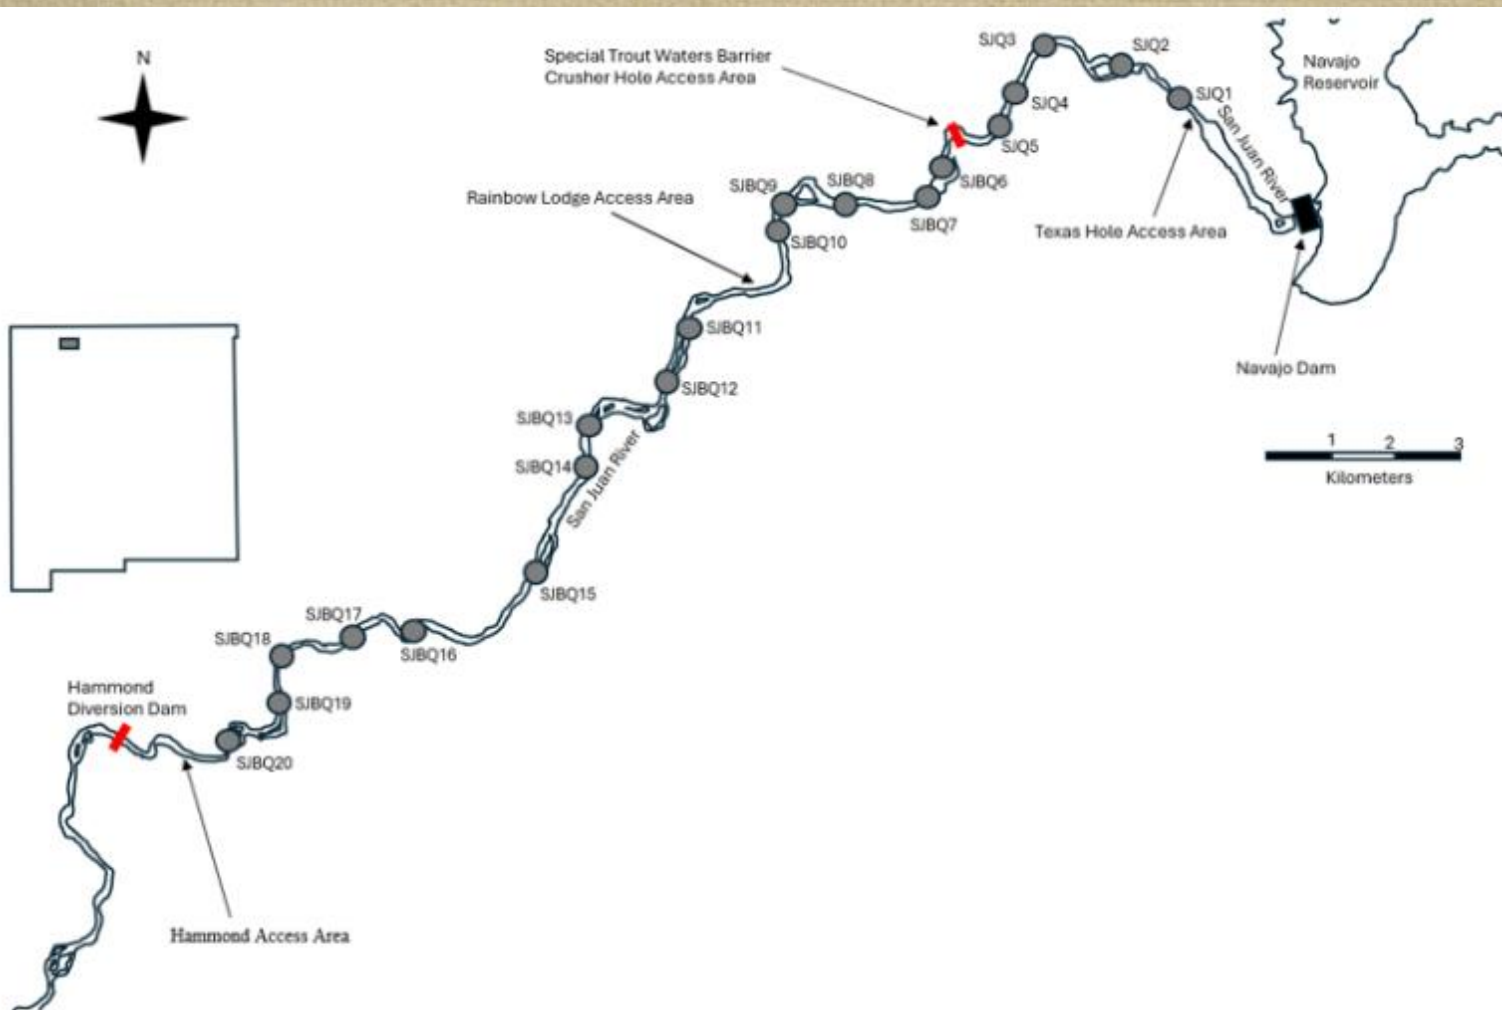 N
Special Trout Waters Barrier
Crusher Hole Access Area
SJQ3
SJQ2
Navajo
Reservoir
SJQ4
SJQ1
San Juan River
SJQ5
SJBQ6
SJBQ9
SJBQ8
Rainbow Lodge Access Area
SJBQ7
Texas Hole Access Area
SJBQ10
SJBQ11
Navajo Dam
SJBQ12
SJBQ13
1 2 3
Kilometers
SJBQ14
San Juan River
SJBQ15
SJBQ17
SJBQ18
SJBQ16
Hammond
Diversion Dam
SJBQ19
SJBQ20
Hammond Access Area